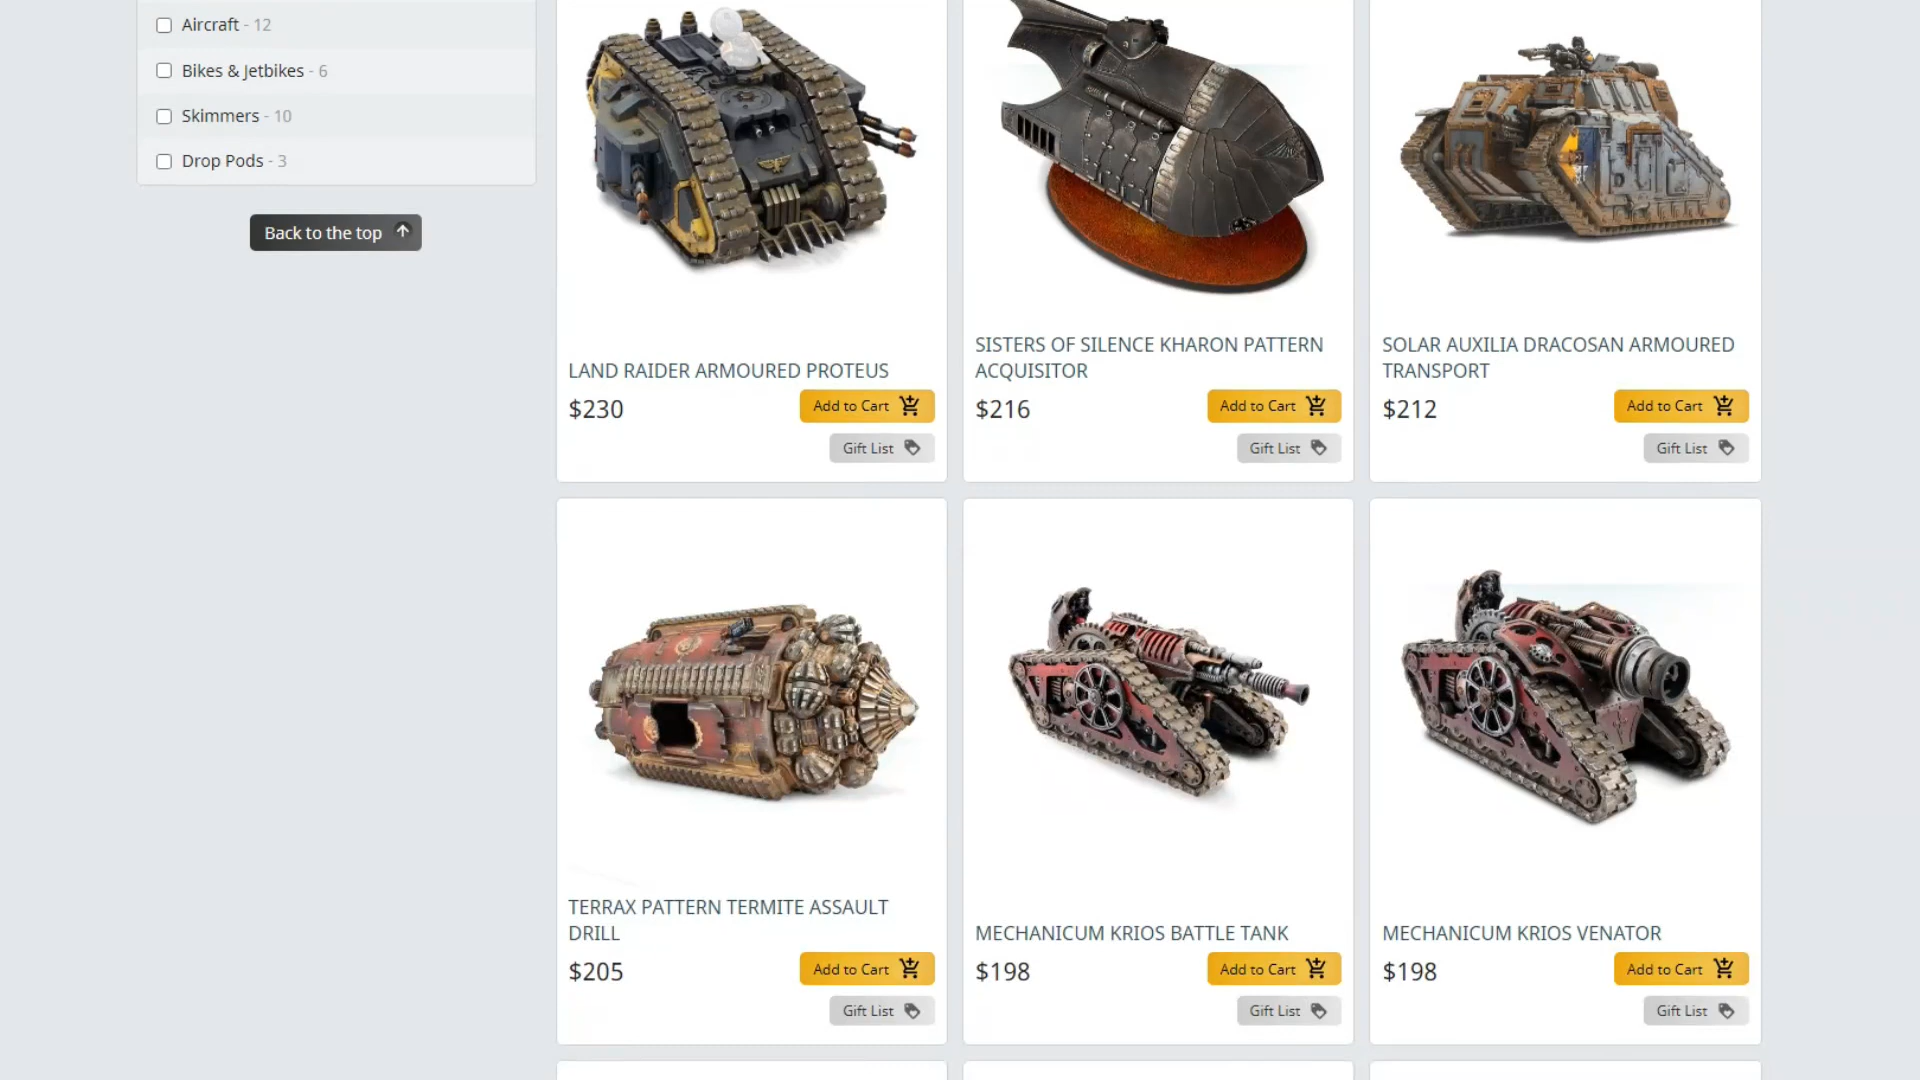 Aircraft - 12
Bikes & Jetbikes - 6
Skimmers - 10
Drop Pods - 3
Back to the top
LAND RAIDER ARMOURED PROTEUS
$230
Add to Cart
Gift List
SISTERS OF SILENCE KHARON PATTERN
ACQUISITOR
$216
Add to Cart
Gift List
SOLAR AUXILIA DRACOSAN ARMOURED
TRANSPORT
$212
Add to Cart
Gift List
TERRAX PATTERN TERMITE ASSAULT
DRILL
$205
Add to Cart
Gift List
MECHANICUM KRIOS BATTLE TANK
$198
Add to Cart
Gift List
MECHANICUM KRIOS VENATOR
$198
Add to Cart
Gift List